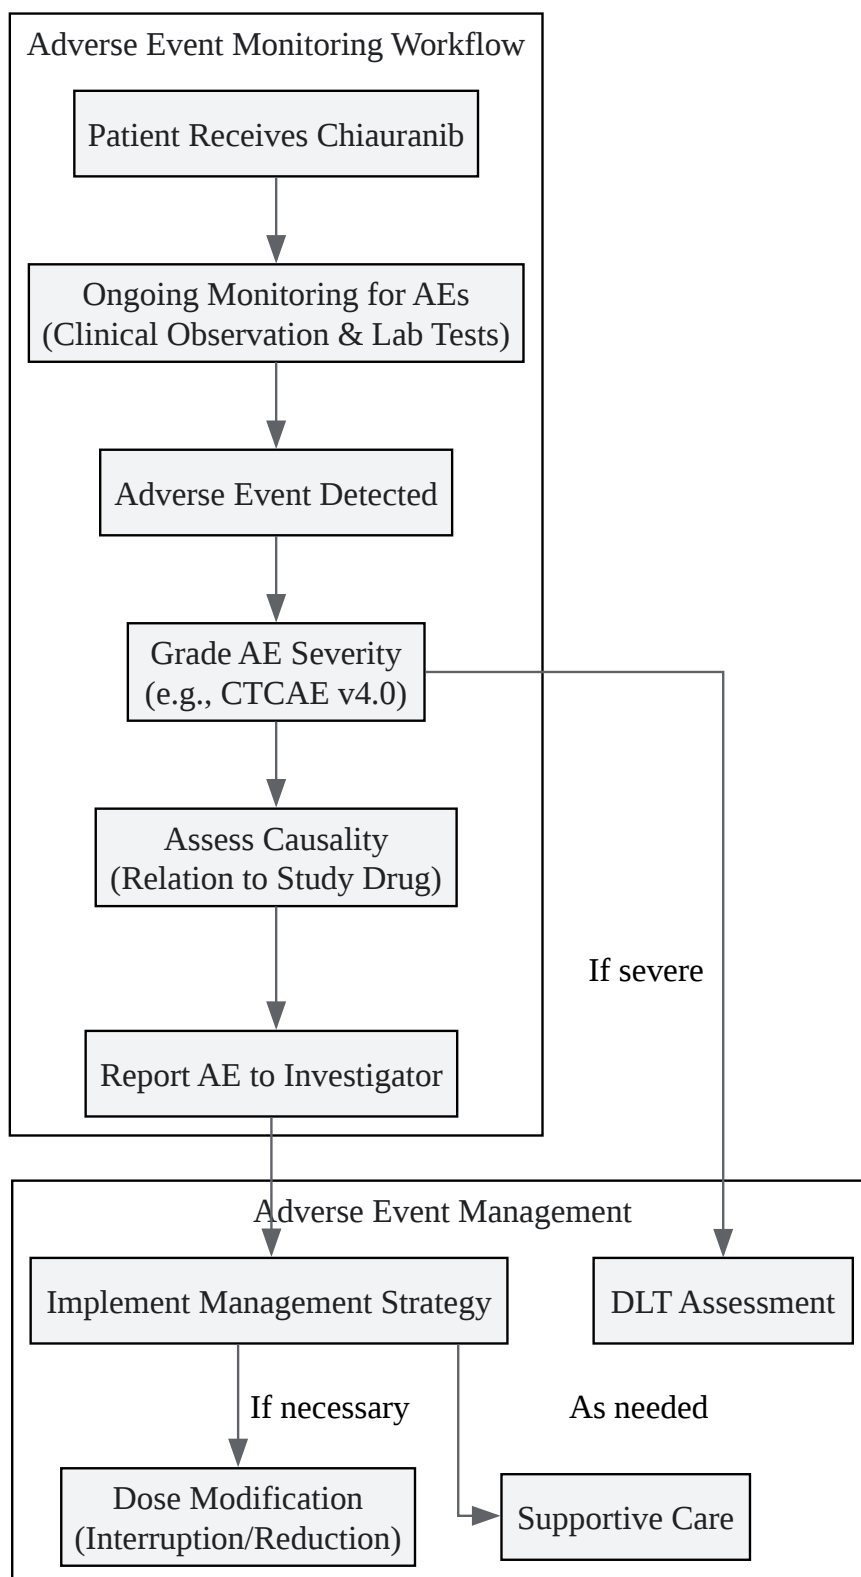 Adverse Event Monitoring Workflow
Patient Receives Chiauranib
Ongoing Monitoring for AEs
(Clinical Observation & Lab Tests)
Adverse Event Detected
Grade AE Severity
(e.g., CTCAE v4.0)
Assess Causality
(Relation to Study Drug)
If severe
Report AE to Investigator
Adverse Event Management
Implement Management Strategy
DLT Assessment
If necessary
As needed
Dose Modification
(Interruption/Reduction)
Supportive Care